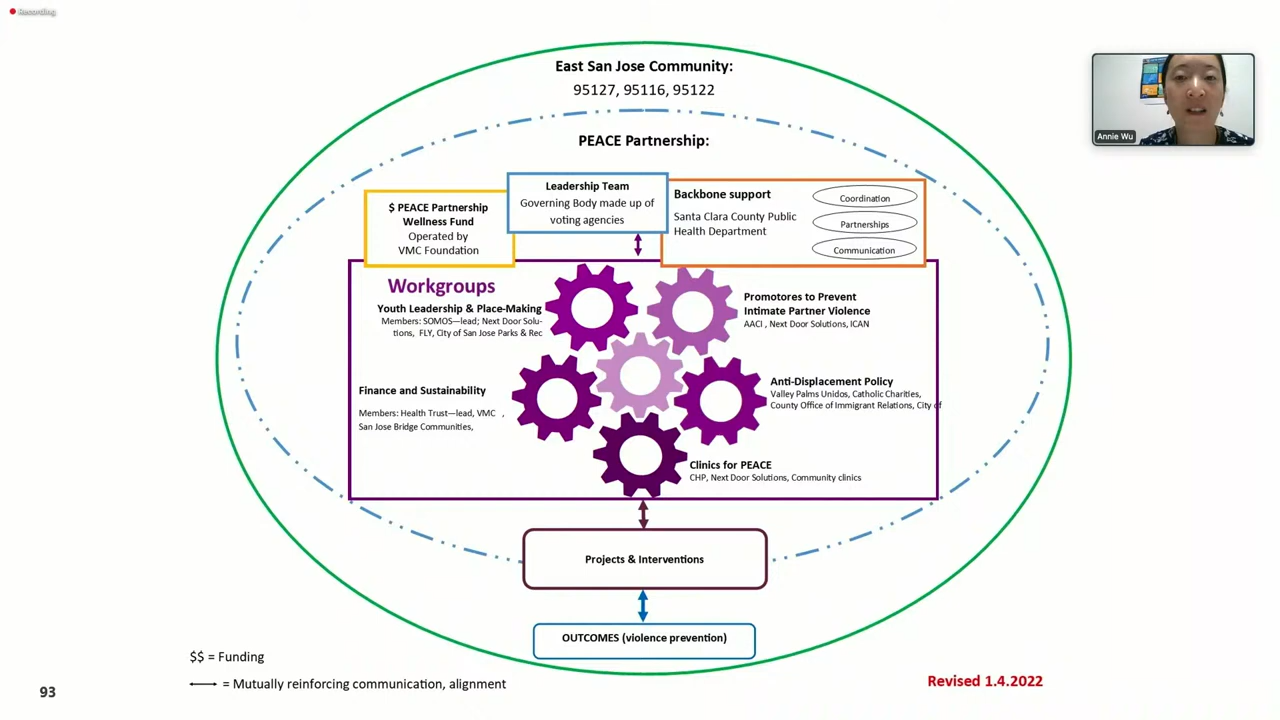 Recording
East San Jose Community:
95127, 95116, 95122
PEACE Partnership:
$ PEACE Partnership
Wellness Fund
Operated by
VMC Foundation
Leadership Team
Governing Body made up of
voting agencies
Backbone support
Santa Clara County Public
Health Department
Coordination
Partnerships
Communication
Workgroups
Youth Leadership & Place-Making
Members: SOMOS—lead; Next Door Solu-
tions, FLY, City of San Jose Parks & Rec
Promotores to Prevent
Intimate Partner Violence
AACI , Next Door Solutions, ICAN
Finance and Sustainability
Members: Health Trust—lead, VMC ,
San Jose Bridge Communities,
Anti-Displacement Policy
Valley Palms Unidos, Catholic Charities,
County Office of Immigrant Relations, City of
Clinics for PEACE
CHP, Next Door Solutions, Community clinics
Projects & Interventions
OUTCOMES (violence prevention)
$$ = Funding
= Mutually reinforcing communication, alignment
Revised 1.4.2022
93
Annie Wu